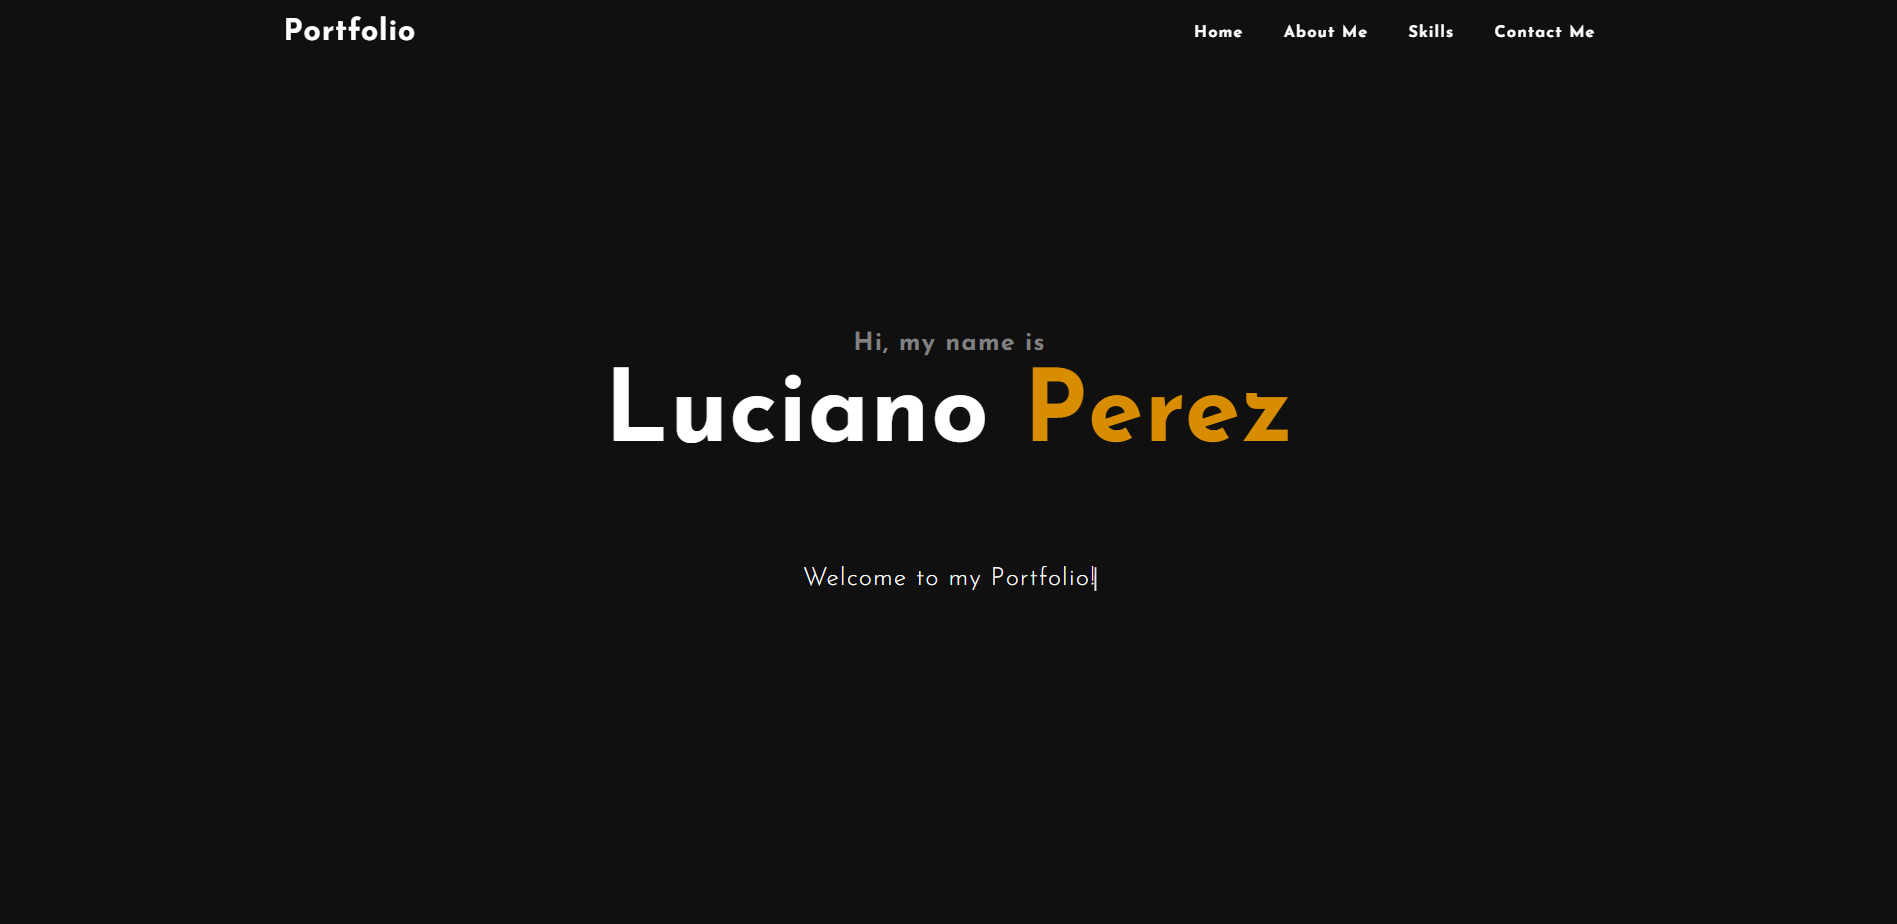 Portfolio
Home About Me Skills Contact Me
Hi, my name is
Luciano Perez
Welcome to my Portfolio!